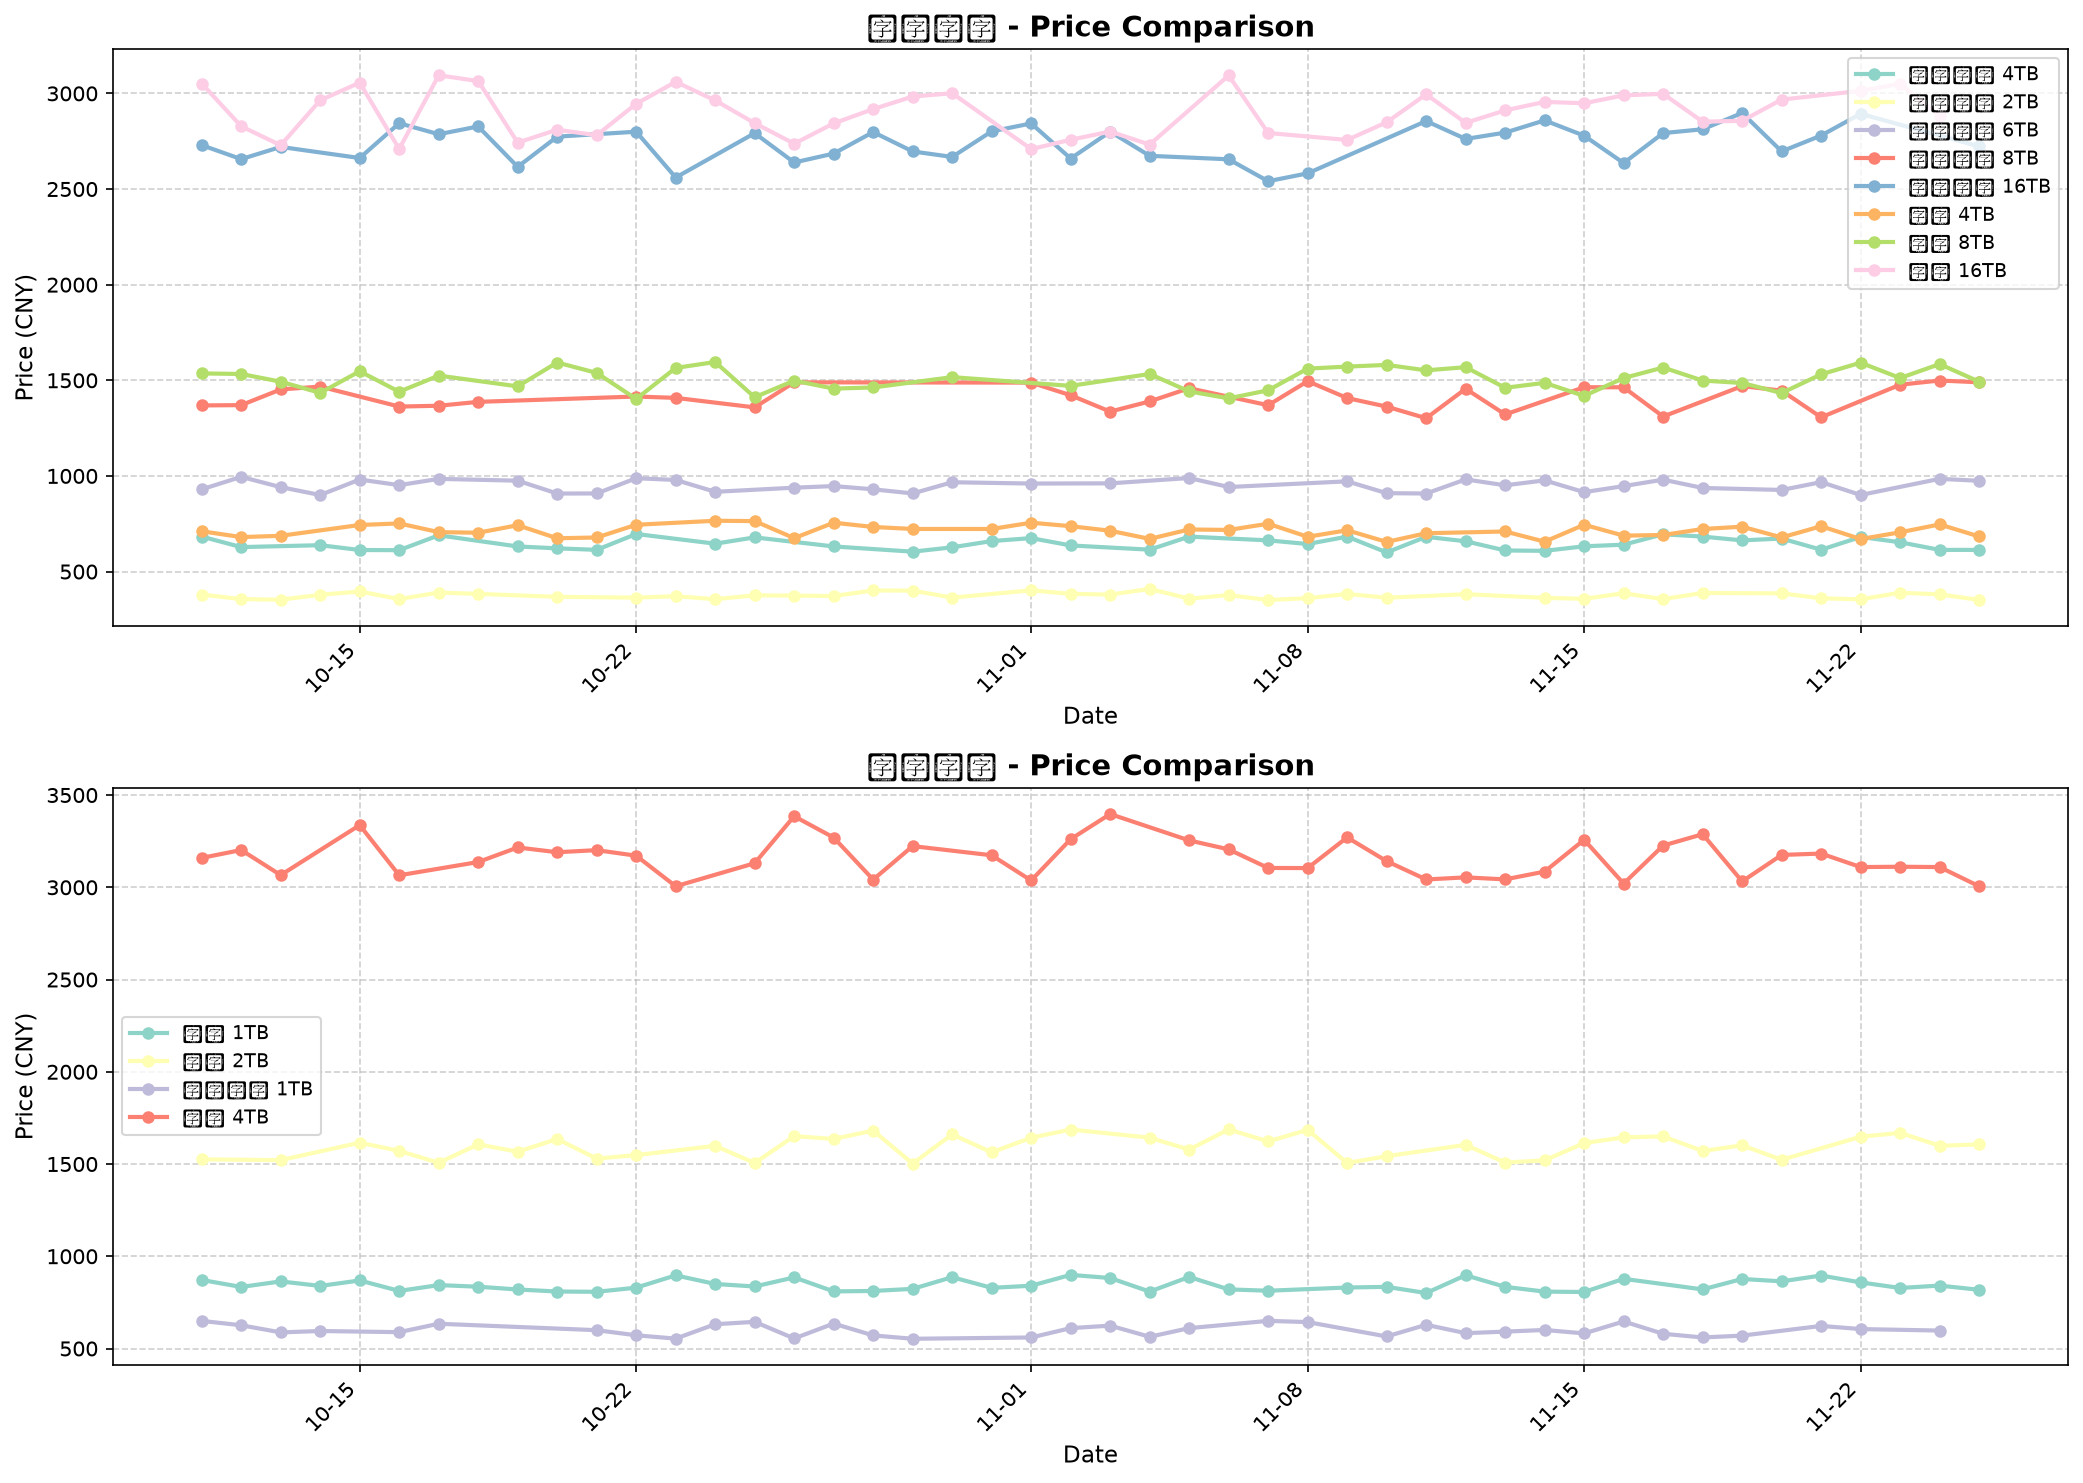 - Price Comparison
3000
2500
2000
1500
1000
500
Price (CNY)
4TB
2TB
6TB
8TB
16TB
4TB
8TB
16TB
10-15
10-22
11-01
11-08
11-15
11-22
Date
- Price Comparison
3500
3000
2500
2000
1500
1000
500
Price (CNY)
1TB
2TB
1TB
4TB
10-15
10-22
11-01
11-08
11-15
11-22
Date